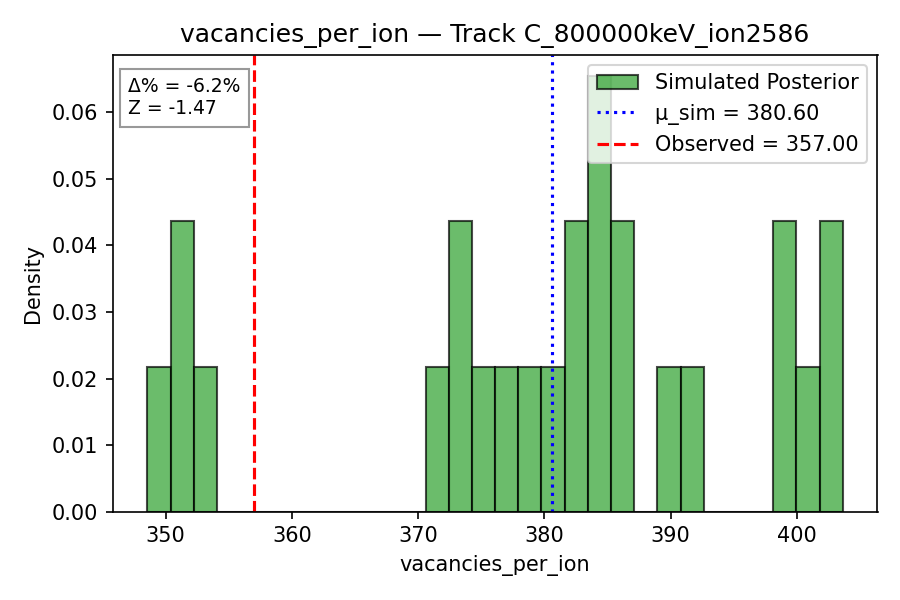 vacancies_per_ion — Track C_800000keV_ion2586
Δ% = -6.2%
Z = -1.47
Simulated Posterior
μ_sim = 380.60
Observed = 357.00
Density
0.06
0.05
0.04
0.03
0.02
0.01
0.00
350
360
370
380
390
400
vacancies_per_ion